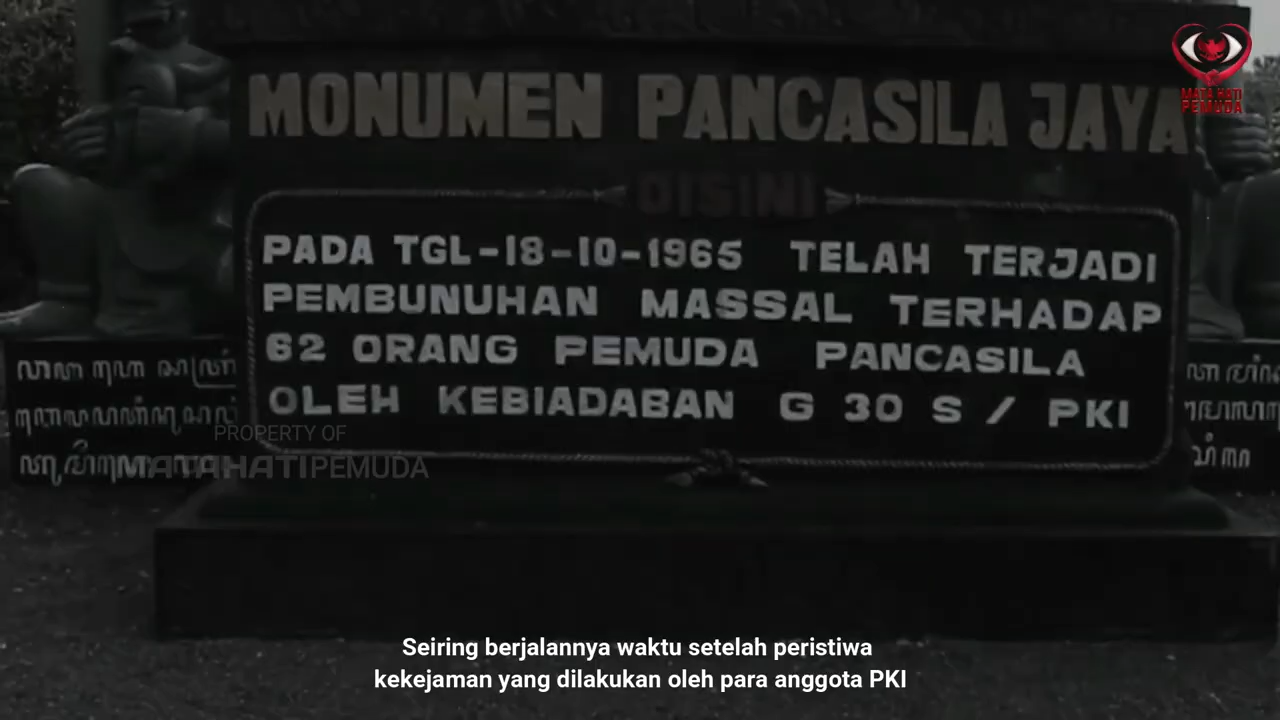 MATA HATI
PEMUDA
MONUMEN PANCASILA JAYA
DISINI
PADA TGL-18-10-1965 TELAH TERJADI
PEMBUNUHAN MASSAL TERHADAP
62 ORANG PEMUDA PANCASILA
OLEH KEBIADABAN G 30 S / PKI
PROPERTY OF
MATAHATIPEMUDA
Seiring berjalannya waktu setelah peristiwa
kekejaman yang dilakukan oleh para anggota PKI